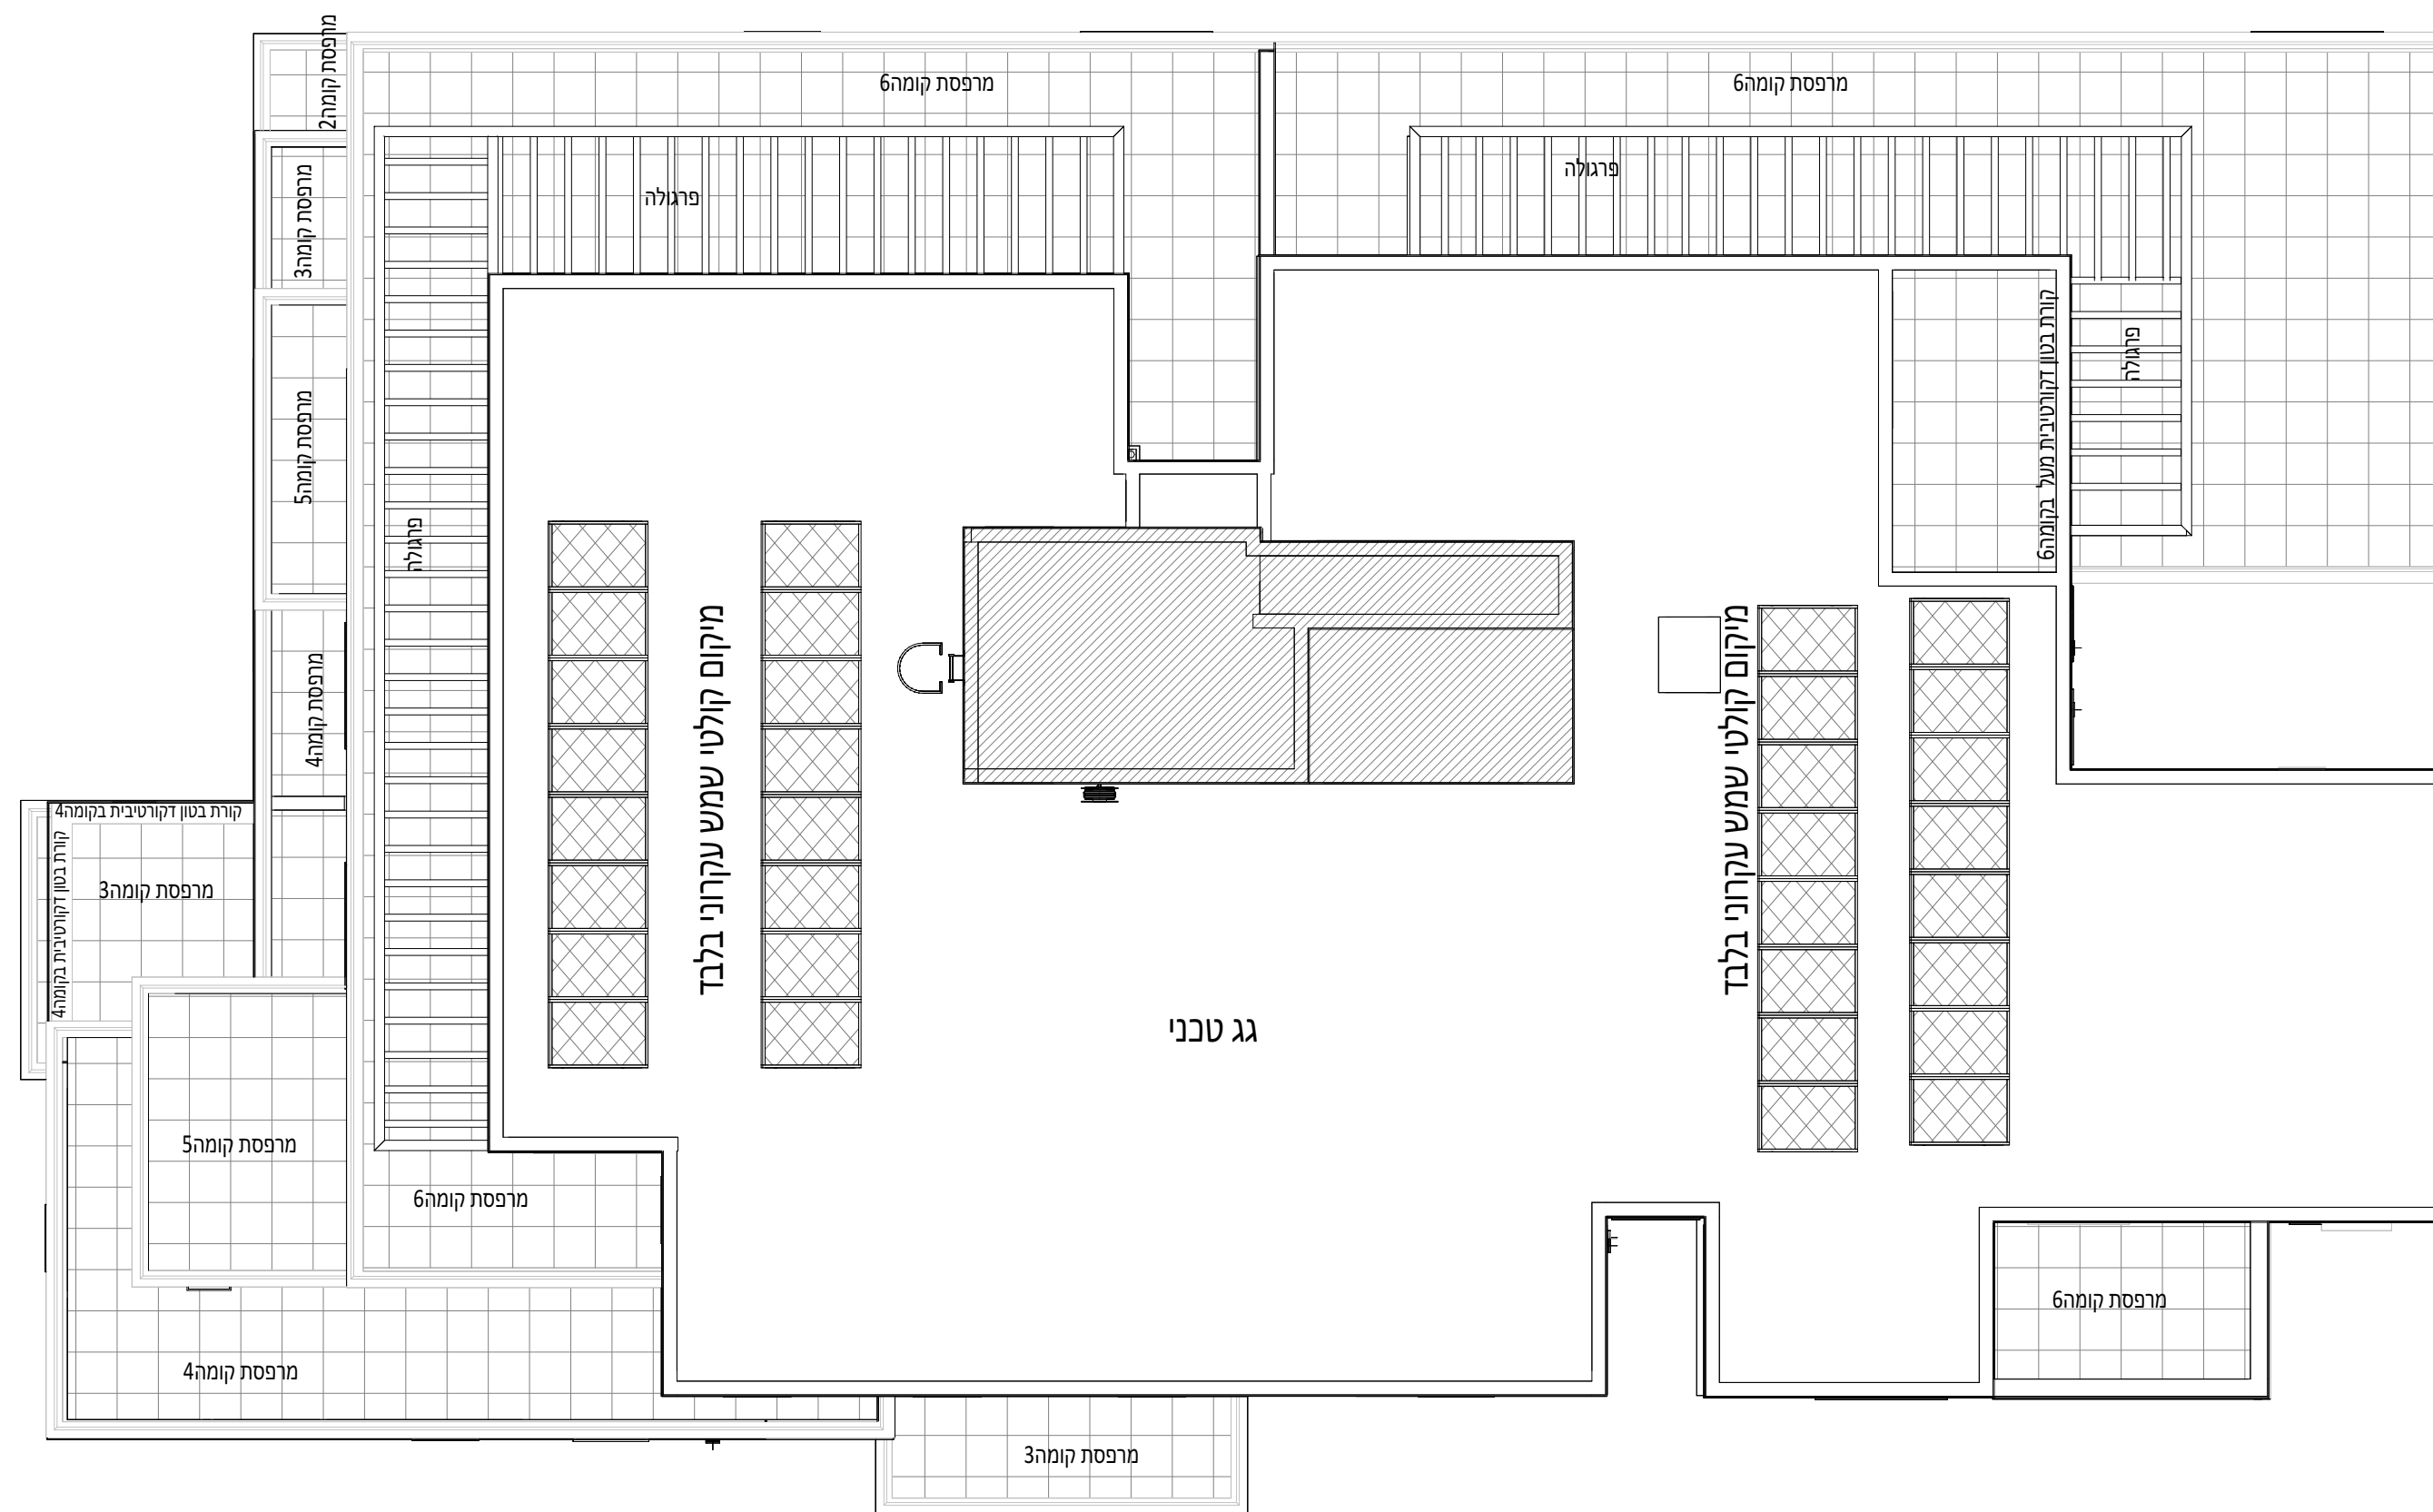 מרפסת קומה2
מרפסת קומה6
מרפסת קומה6
מרפסת קומה3
פרגולה
פרגולה
קורת בטון דקורטיבית מעל בקומה6
פרגולה
מרפסת קומה5
פרגולה
מיקום קולטי שמש עקרוני בלבד
מיקום קולטי שמש עקרוני בלבד
מרפסת קומה4
קורת בטון דקורטיבית בקומה4
קורת בטון דקורטיבית בקומה4
מרפסת קומה3
גג טכני
מרפסת קומה5
מרפסת קומה6
מרפסת קומה6
מרפסת קומה4
מרפסת קומה3